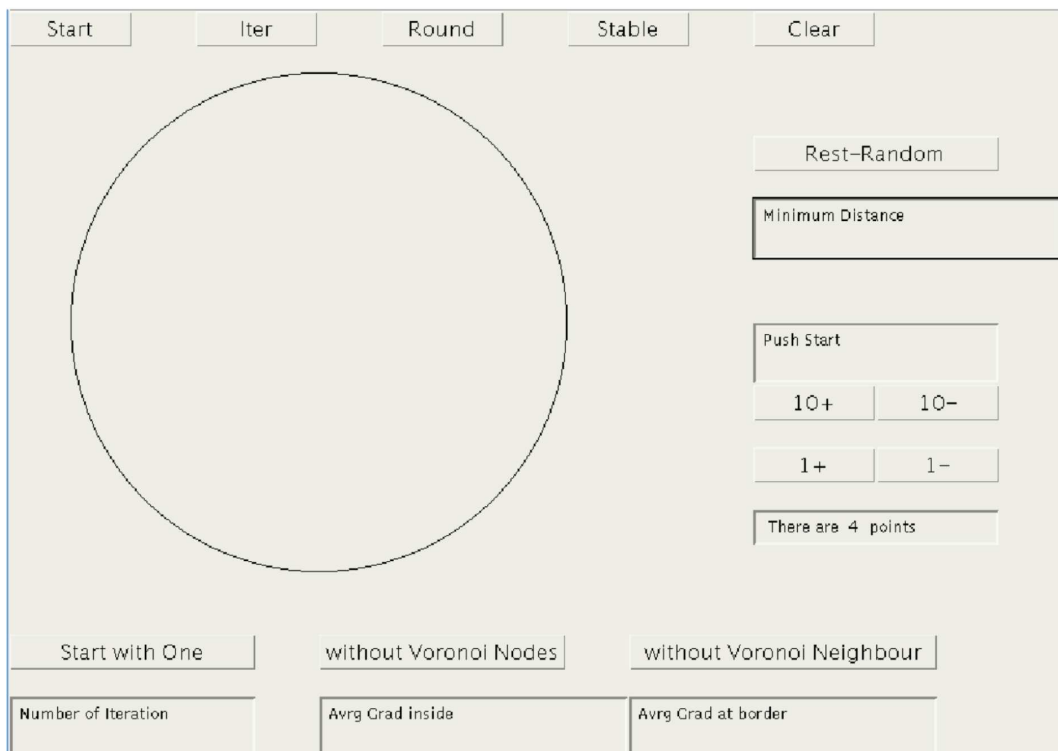 Start Iter Round Stable Clear
Rest-Random
Minimum Distance
Push Start
10+ 10-
1+ 1-
There are 4 points
Start with One without Voronoi Nodes without Voronoi Neighbour
Number of Iteration Avrg Grad inside Avrg Grad at border